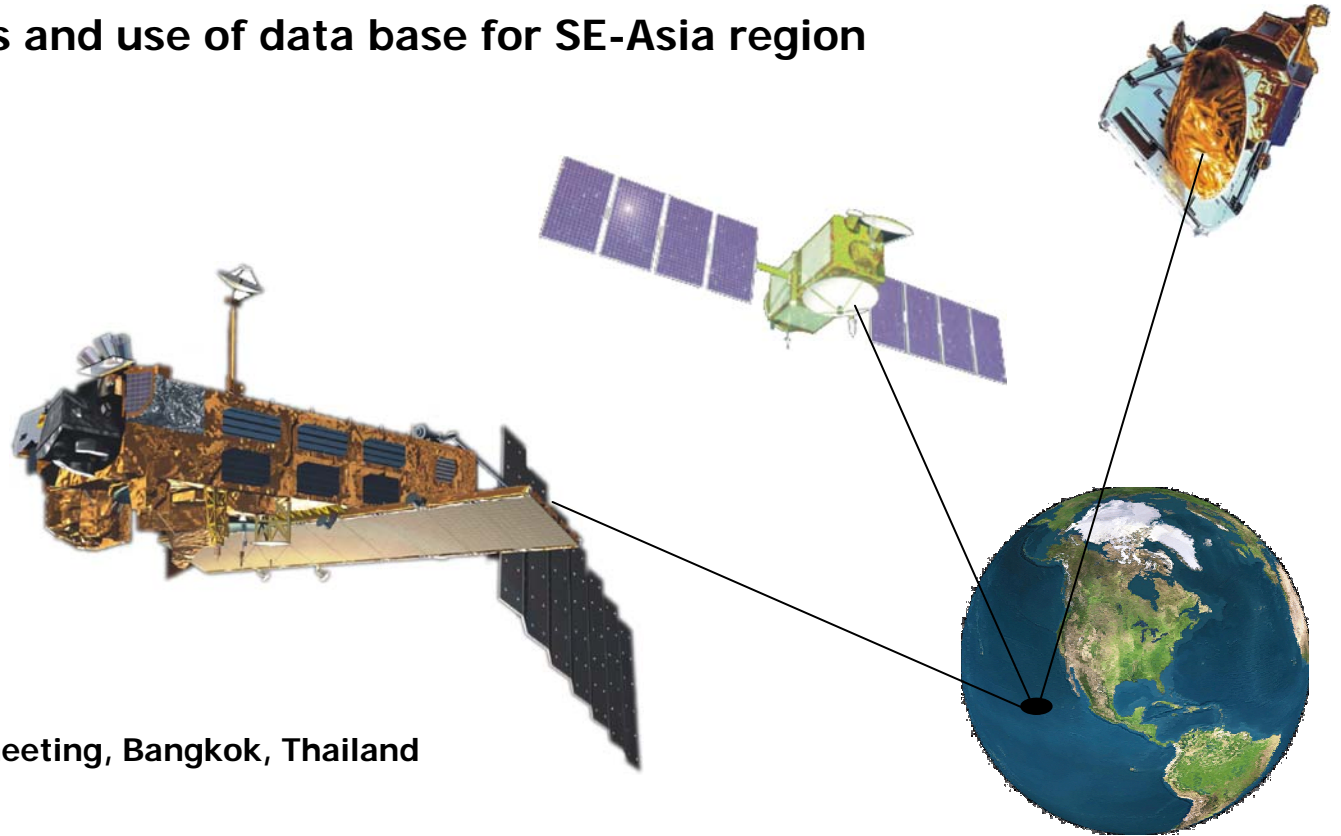 s and use of data base for SE-Asia region
eeting, Bangkok, Thailand